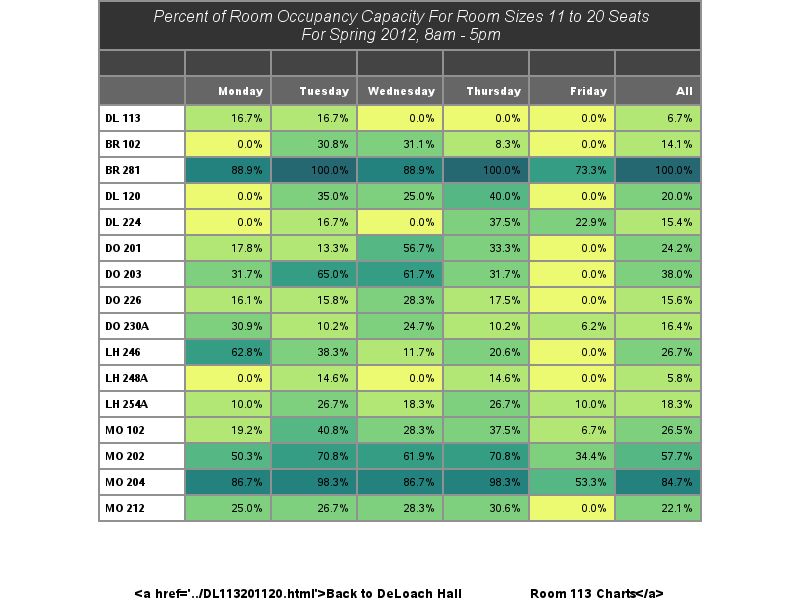 Percent of Room Occupancy Capacity For Room Sizes 11 to 20 Seats
For Spring 2012, 8am - 5pm
Monday Tuesday Wednesday Thursday Friday All
DL 113 16.7% 16.7% 0.0% 0.0% 0.0% 6.7%
BR 102 0.0% 30.8% 31.1% 8.3% 0.0% 14.1%
BR 281 88.9% 100.0% 88.9% 100.0% 73.3% 100.0%
DL 120 0.0% 35.0% 25.0% 40.0% 0.0% 20.0%
DL 224 0.0% 16.7% 0.0% 37.5% 22.9% 15.4%
DO 201 17.8% 13.3% 56.7% 33.3% 0.0% 24.2%
DO 203 31.7% 65.0% 61.7% 31.7% 0.0% 38.0%
DO 226 16.1% 15.8% 28.3% 17.5% 0.0% 15.6%
DO 230A 30.9% 10.2% 24.7% 10.2% 6.2% 16.4%
LH 246 62.8% 38.3% 11.7% 20.6% 0.0% 26.7%
LH 248A 0.0% 14.6% 0.0% 14.6% 0.0% 5.8%
LH 254A 10.0% 26.7% 18.3% 26.7% 10.0% 18.3%
MO 102 19.2% 40.8% 28.3% 37.5% 6.7% 26.5%
MO 202 50.3% 70.8% 61.9% 70.8% 34.4% 57.7%
MO 204 86.7% 98.3% 86.7% 98.3% 53.3% 84.7%
MO 212 25.0% 26.7% 28.3% 30.6% 0.0% 22.1%
<a href='../DL113201120.html'>Back to DeLoach Hall Room 113 Charts</a>